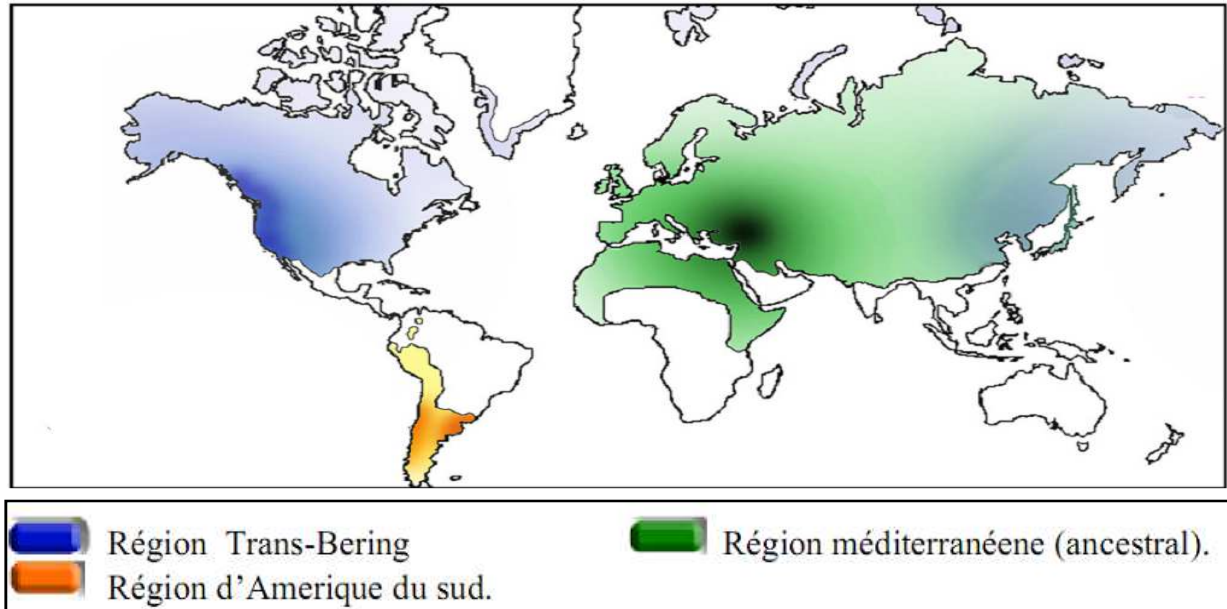 Région Trans-Bering
Région méditerranéene (ancestral).
Région d’Amerique du sud.